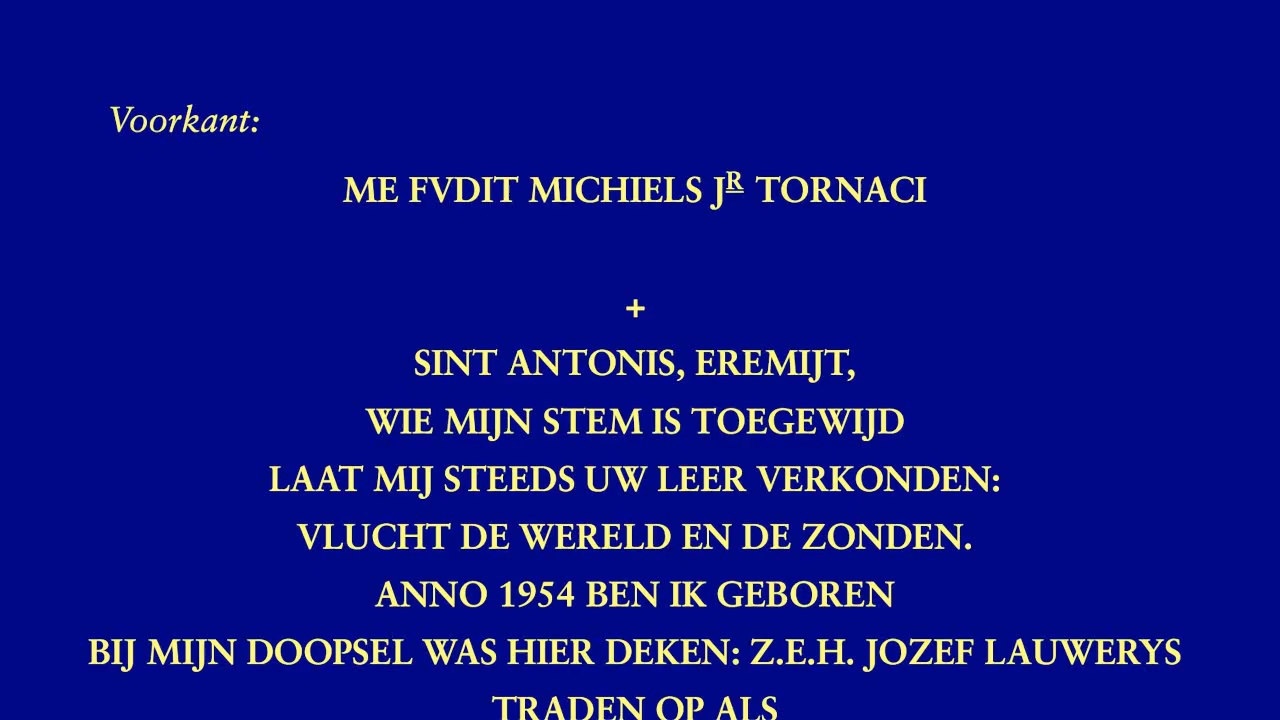 Voorkant:
ME FVDIT MICHIELS JR TORNACI
+
SINT ANTONIS, EREMIJT,
WIE MIJN STEM IS TOEGEWIJD
LAAT MIJ STEEDS UW LEER VERKONDEN:
VLUCHT DE WERELD EN DE ZONDEN.
ANNO 1954 BEN IK GEBOREN
BIJ MIJN DOOPSEL WAS HIER DEKEN: Z.E.H. JOZEF LAUWERYS
TRADEN OP ALS